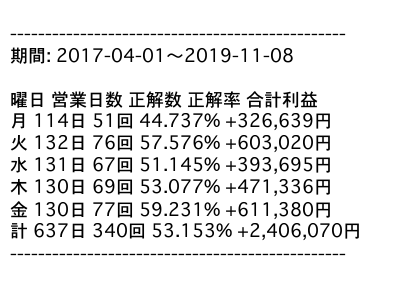 ------------------------------------------------
期間: 2017-04-01〜2019-11-08
曜日 営業日数 正解数 正解率 合計利益
月 114日 51回 44.737% +326,639円
火 132日 76回 57.576% +603,020円
水 131日 67回 51.145% +393,695円
木 130日 69回 53.077% +471,336円
金 130日 77回 59.231% +611,380円
計 637日 340回 53.153% +2,406,070円
------------------------------------------------